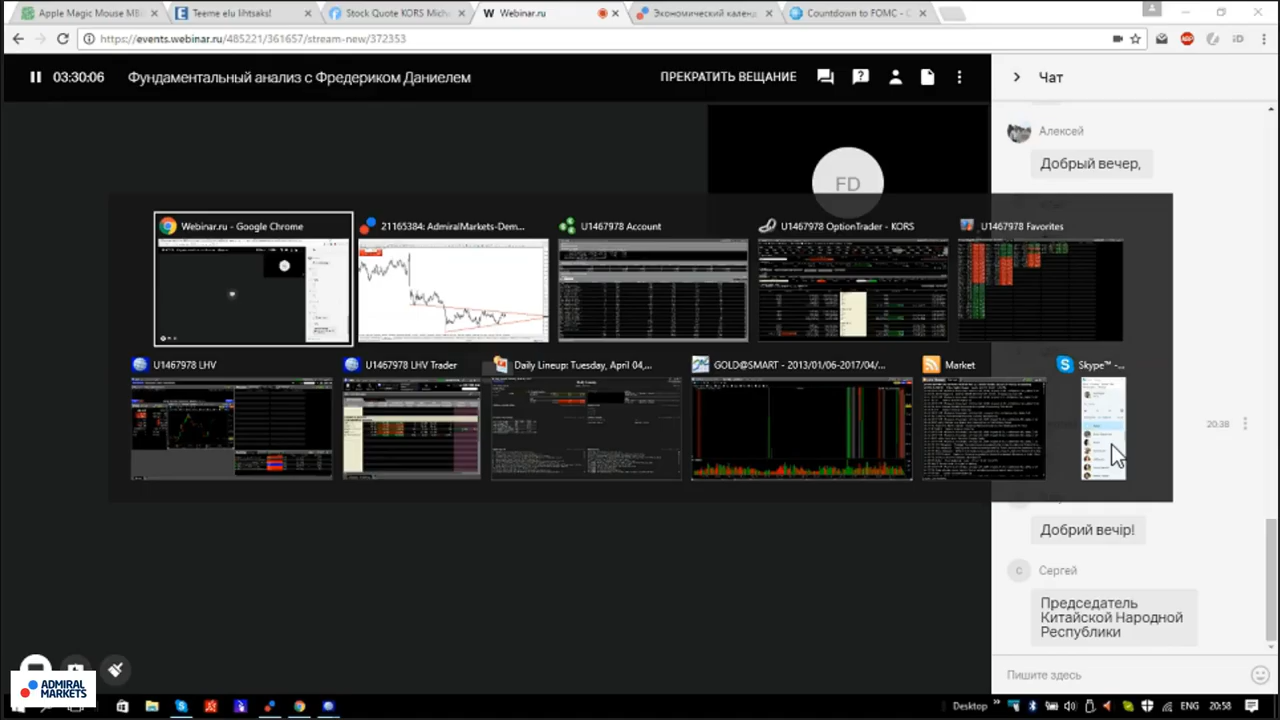 Apple Magic Mouse MB
Teeme elu lihtsaks!
Stock Quote KORS Mich
Webinar.ru
Экономический календ
Countdown to FOMC - C
https://events.webinar.ru/485221/361657/stream-new/372353
03:30:06
Фундаментальный анализ с Фредериком Даниелем
ПРЕКРАТИТЬ ВЕЩАНИЕ
Чат
Алексей
Добрый вечер,
FD
Webinar.ru - Google Chrome
21165384: AdmiralMarkets-Dem...
U1467978 Account
U1467978 OptionTrader - KORS
U1467978 Favorites
U1467978 LHV
U1467978 LHV Trader
Daily Lineup: Tuesday, April 04,...
GOLD@SMART - 2013/01/06-2017/04/...
Market
Skype™ -...
20:38
Добрий вечір!
С
Сергей
Председатель
Китайской Народной
Республики
Пишите здесь
ADMIRAL
MARKETS
Desktop
ENG
20:58